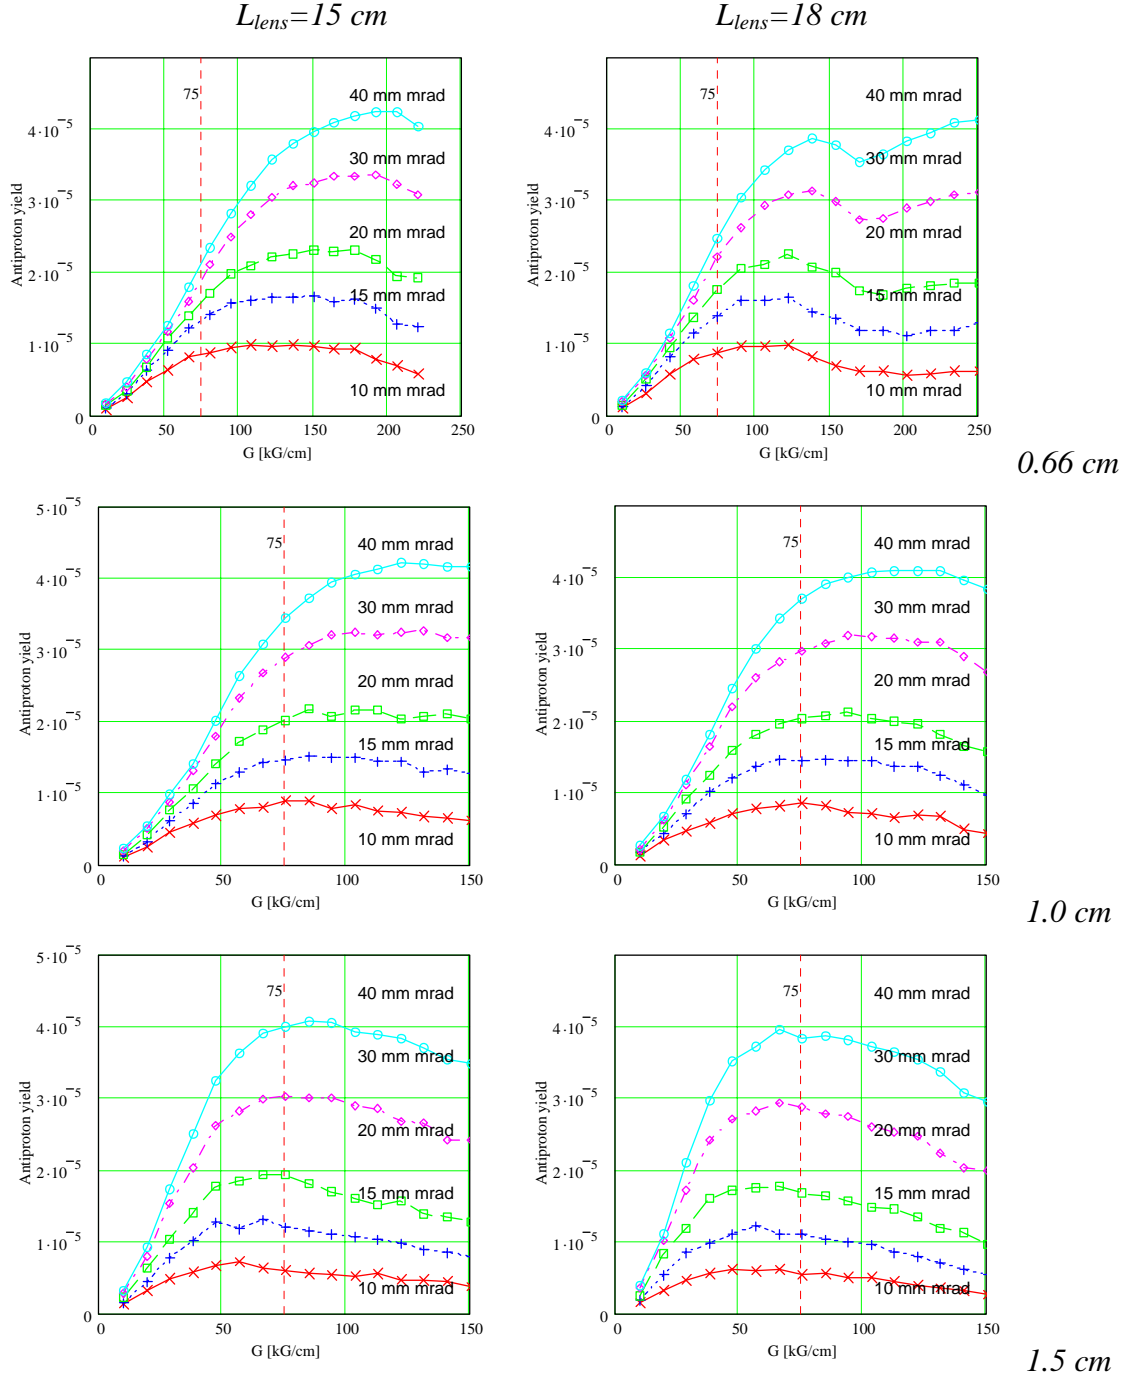 L_lens=15 cm
L_lens=18 cm
Antiproton yield
4·10⁻⁵
3·10⁻⁵
2·10⁻⁵
1·10⁻⁵
0
75
40 mm mrad
30 mm mrad
20 mm mrad
15 mm mrad
10 mm mrad
0 50 100 150 200 250
G [kG/cm]
Antiproton yield
4·10⁻⁵
3·10⁻⁵
2·10⁻⁵
1·10⁻⁵
0
75
40 mm mrad
30 mm mrad
20 mm mrad
15 mm mrad
10 mm mrad
0 50 100 150 200 250
G [kG/cm]
0.66 cm
Antiproton yield
5·10⁻⁵
4·10⁻⁵
3·10⁻⁵
2·10⁻⁵
1·10⁻⁵
0
75
40 mm mrad
30 mm mrad
20 mm mrad
15 mm mrad
10 mm mrad
0 50 100 150
G [kG/cm]
Antiproton yield
4·10⁻⁵
3·10⁻⁵
2·10⁻⁵
1·10⁻⁵
0
75
40 mm mrad
30 mm mrad
20 mm mrad
15 mm mrad
10 mm mrad
0 50 100 150
G [kG/cm]
1.0 cm
Antiproton yield
5·10⁻⁵
4·10⁻⁵
3·10⁻⁵
2·10⁻⁵
1·10⁻⁵
0
75
40 mm mrad
30 mm mrad
20 mm mrad
15 mm mrad
10 mm mrad
0 50 100 150
G [kG/cm]
Antiproton yield
4·10⁻⁵
3·10⁻⁵
2·10⁻⁵
1·10⁻⁵
0
75
40 mm mrad
30 mm mrad
20 mm mrad
15 mm mrad
10 mm mrad
0 50 100 150
G [kG/cm]
1.5 cm